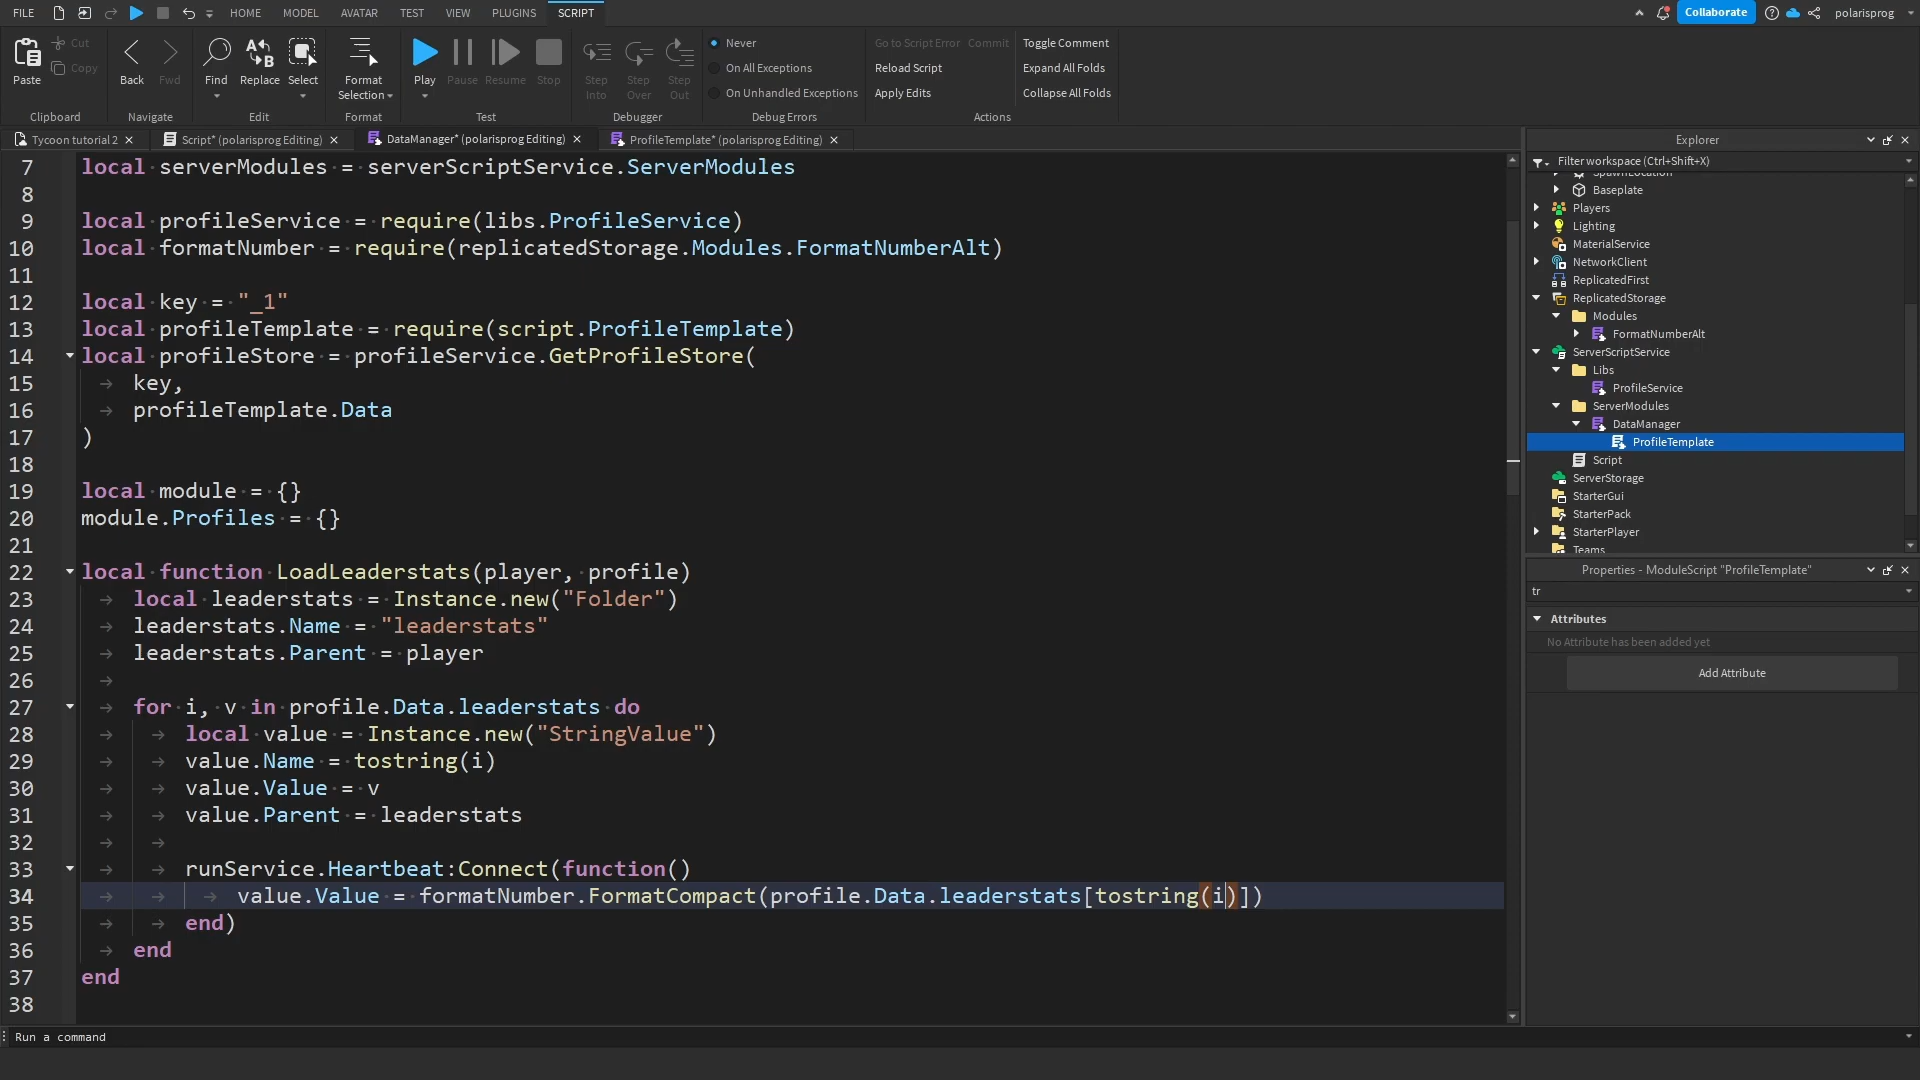 FILE HOME MODEL AVATAR TEST VIEW PLUGINS SCRIPT Collaborate polarisprog
Paste Cut Copy Clipboard
Back Fwd Navigate
Find Replace Select Edit
Format Selection Format
Play Pause Resume Stop Test
Step Into Step Over Step Out Debugger
Never
On All Exceptions
On Unhandled Exceptions
Debug Errors
Go to Script Error Commit Toggle Comment
Reload Script Expand All Folds
Apply Edits Collapse All Folds
Actions
Tycoon tutorial 2 Script* (polarisprog Editing) DataManager* (polarisprog Editing) ProfileTemplate* (polarisprog Editing)
7 local serverModules = serverScriptService.ServerModules
8
9 local profileService = require(libs.ProfileService)
10 local formatNumber = require(replicatedStorage.Modules.FormatNumberAlt)
11
12 local key = "_1"
13 local profileTemplate = require(script.ProfileTemplate)
14 local profileStore = profileService.GetProfileStore(
15 key,
16 profileTemplate.Data
17 )
18
19 local module = {}
20 module.Profiles = {}
21
22 local function LoadLeaderstats(player, profile)
23 local leaderstats = Instance.new("Folder")
24 leaderstats.Name = "leaderstats"
25 leaderstats.Parent = player
26
27 for i, v in profile.Data.leaderstats do
28 local value = Instance.new("StringValue")
29 value.Name = tostring(i)
30 value.Value = v
31 value.Parent = leaderstats
32
33 runService.Heartbeat:Connect(function()
34 value.Value = formatNumber.FormatCompact(profile.Data.leaderstats[tostring(i)])
35 end)
36 end
37 end
38
Run a command
Explorer
Filter workspace (Ctrl+Shift+X)
SpawnLocation
Baseplate
Players
Lighting
MaterialService
NetworkClient
ReplicatedFirst
ReplicatedStorage
Modules
FormatNumberAlt
ServerScriptService
Libs
ProfileService
ServerModules
DataManager
ProfileTemplate
Script
ServerStorage
StarterGui
StarterPack
StarterPlayer
Teams
Properties - ModuleScript "ProfileTemplate"
tr
Attributes
No Attribute has been added yet
Add Attribute